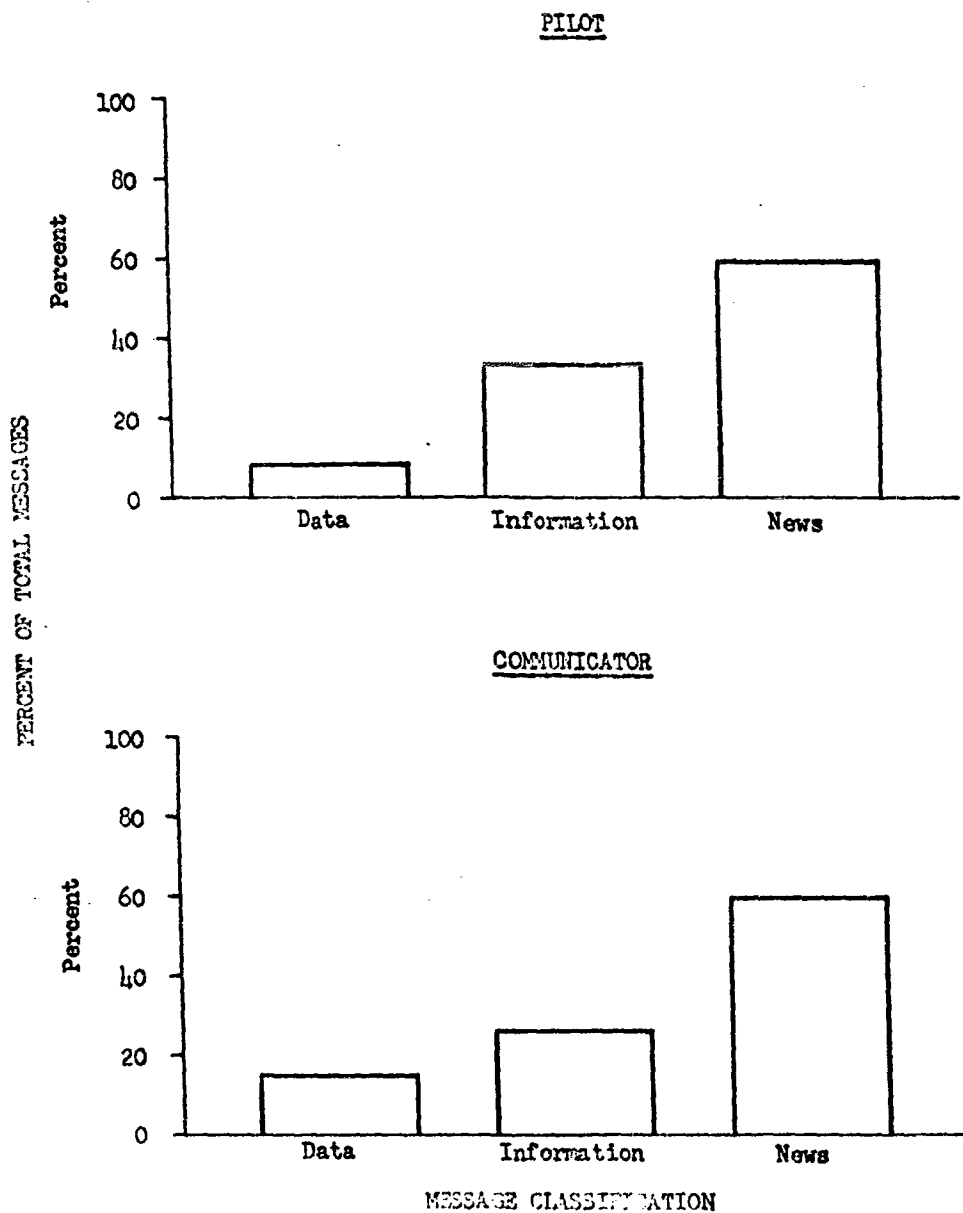 PILOT
100
80
60
40
20
0
Percent
Data Information News
PERCENT OF TOTAL MESSAGES
COMMUNICATOR
100
80
60
40
20
0
Percent
Data Information News
MESSAGE CLASSIFICATION